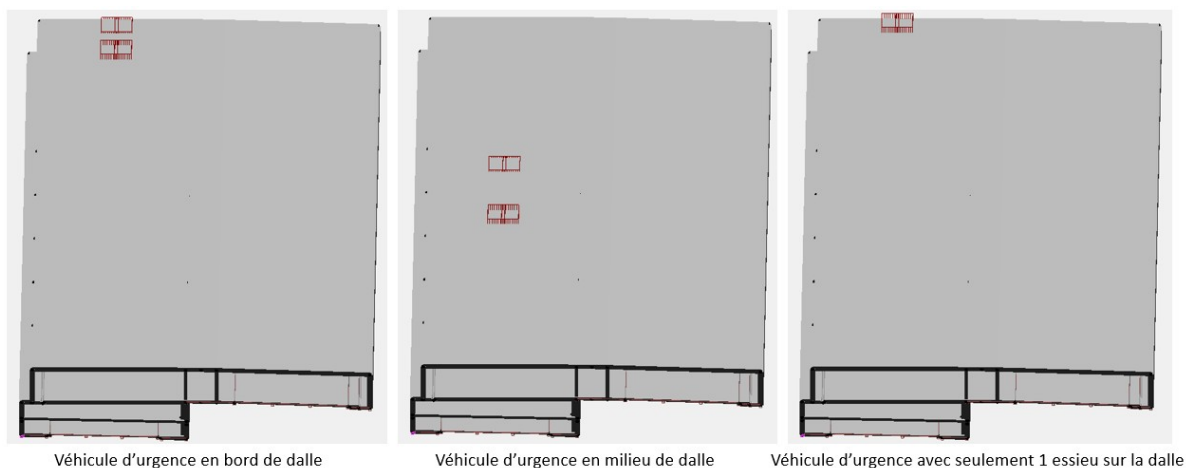 Véhicule d'urgence en bord de dalle
Véhicule d'urgence en milieu de dalle
Véhicule d'urgence avec seulement 1 essieu sur la dalle